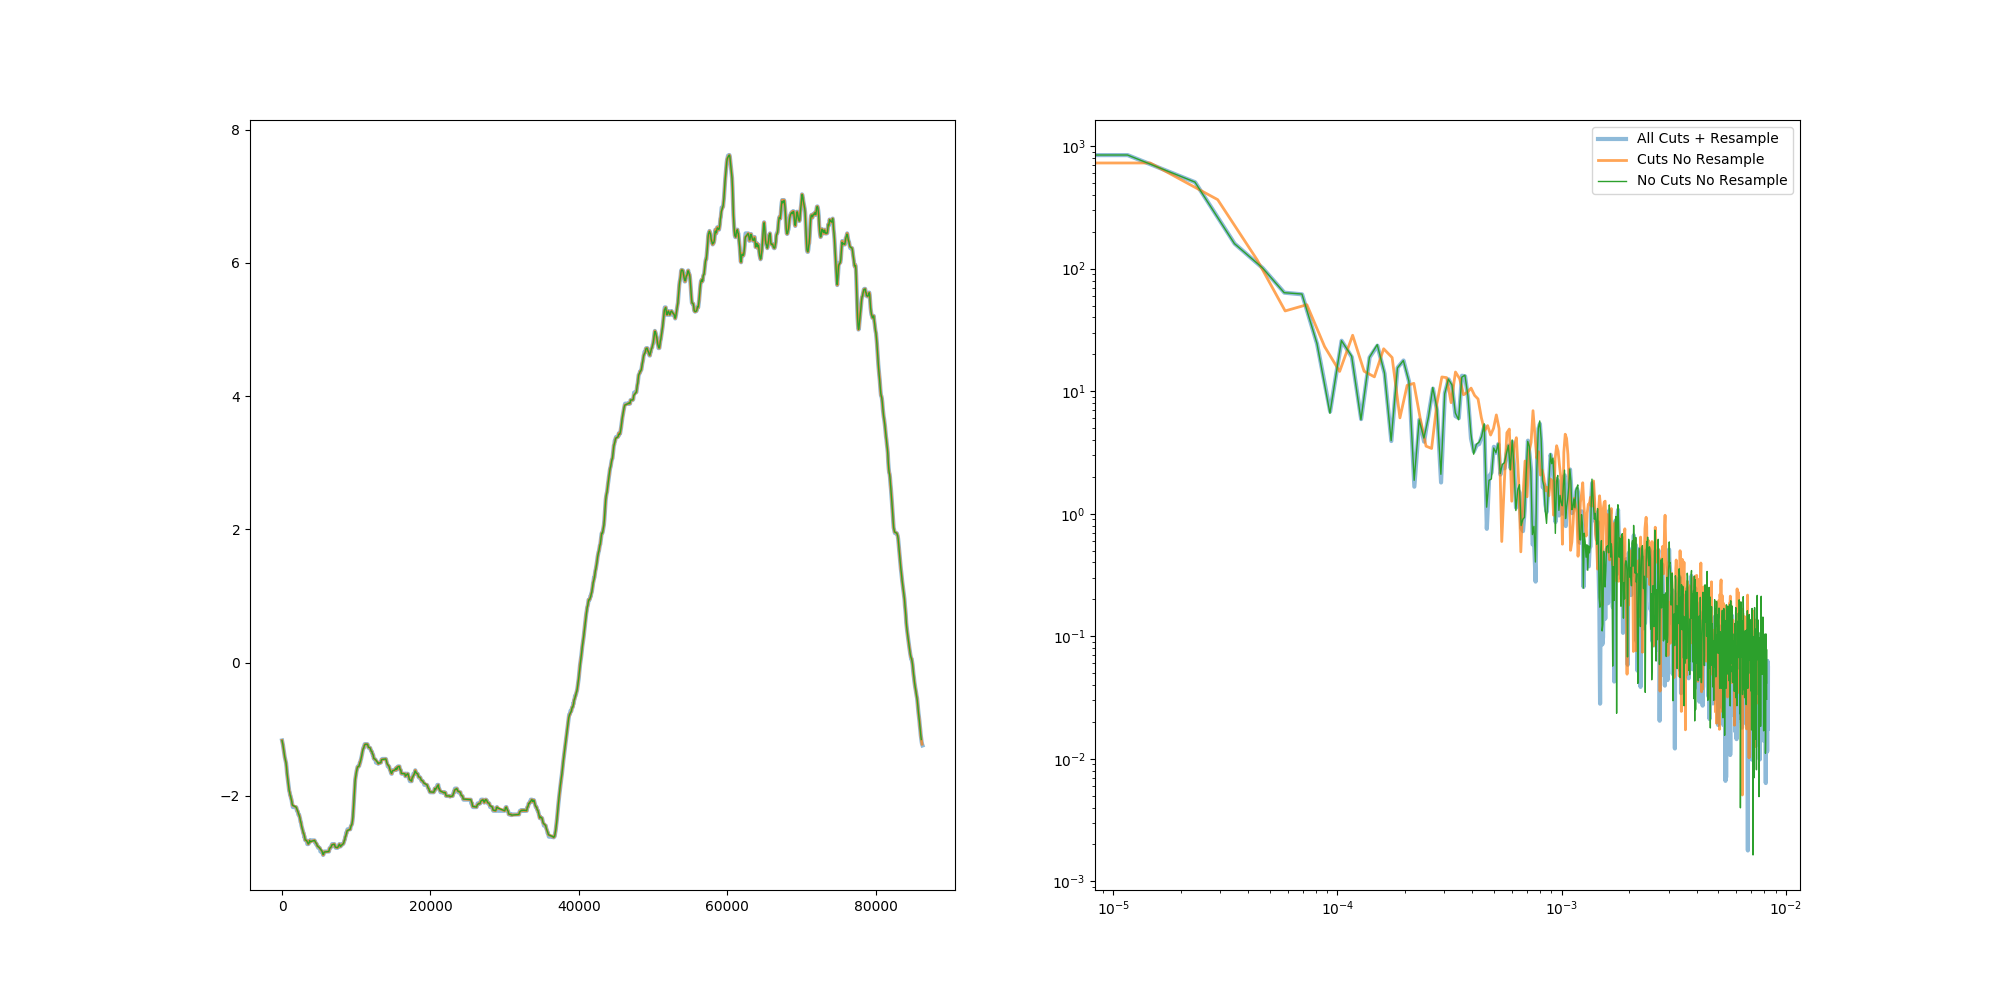 8
6
4
2
0
−2
0 20000 40000 60000 80000
All Cuts + Resample
Cuts No Resample
No Cuts No Resample
10³
10²
10¹
10⁰
10⁻¹
10⁻²
10⁻³
10⁻⁵ 10⁻⁴ 10⁻³ 10⁻²